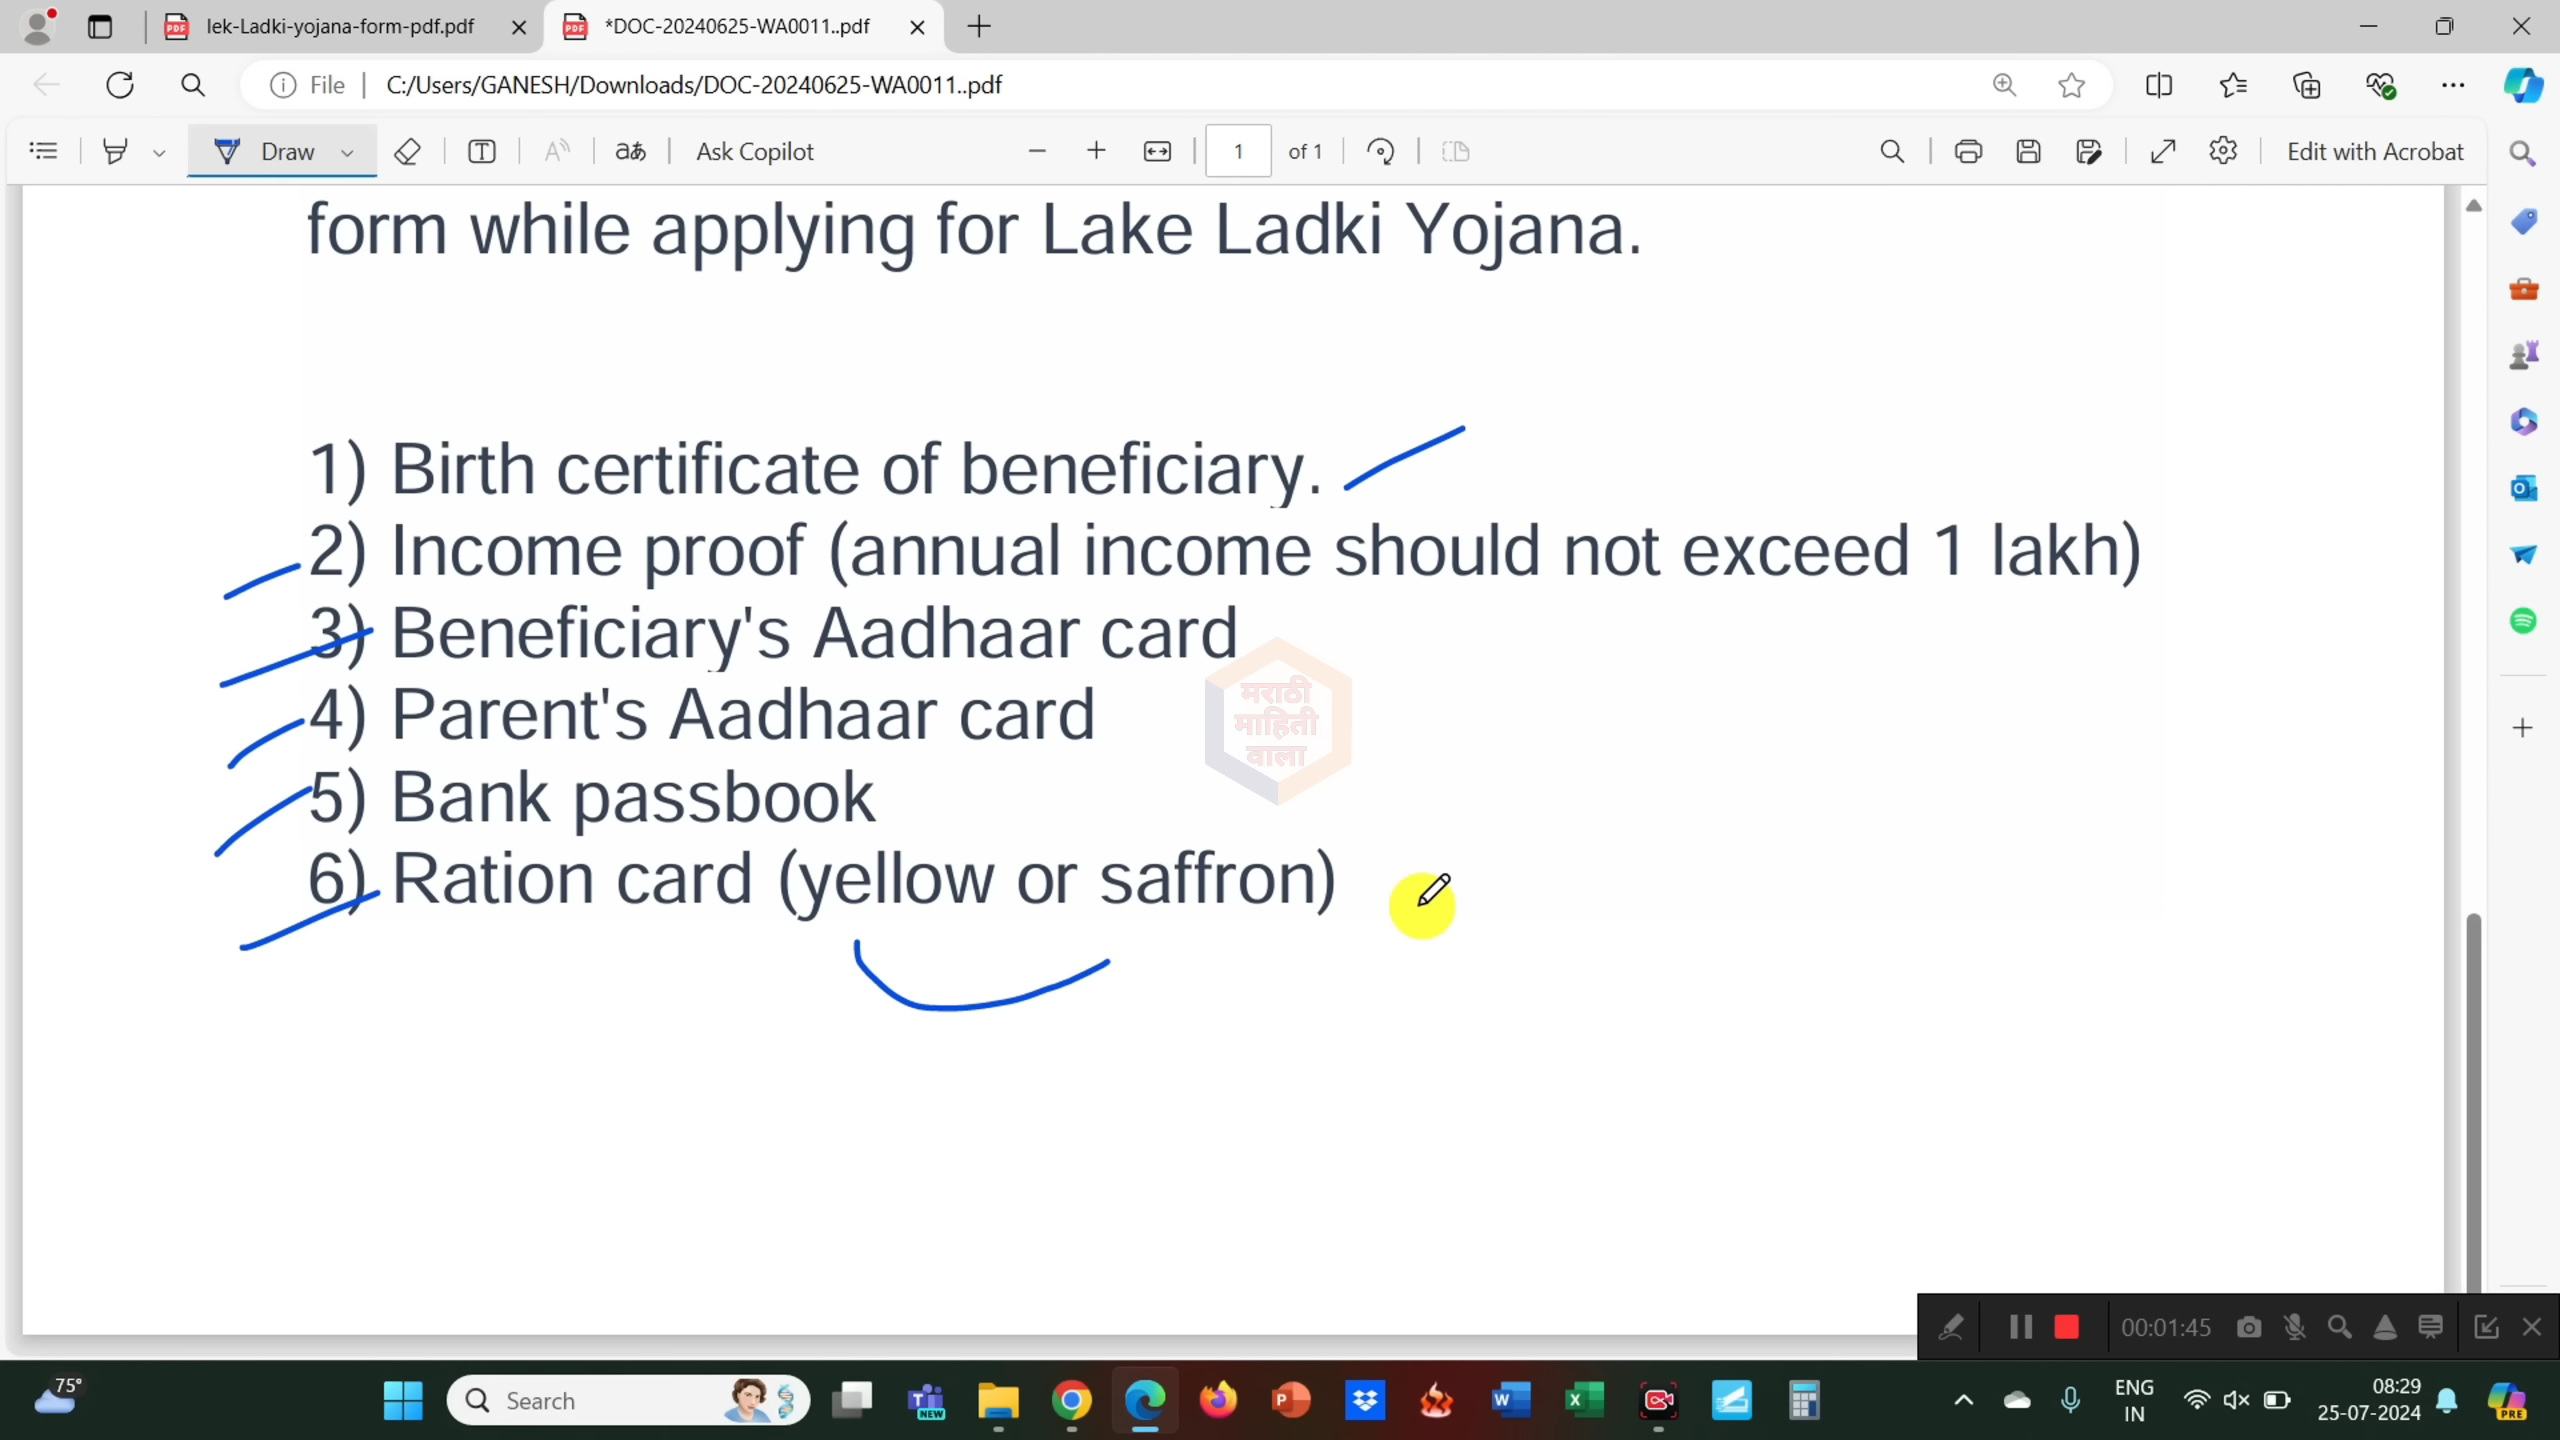 lek-Ladki-yojana-form-pdf.pdf
*DOC-20240625-WA0011..pdf
File
C:/Users/GANESH/Downloads/DOC-20240625-WA0011..pdf
Draw
Ask Copilot
1
of 1
Edit with Acrobat
form while applying for Lake Ladki Yojana.
1) Birth certificate of beneficiary.
2) Income proof (annual income should not exceed 1 lakh)
3) Beneficiary's Aadhaar card
4) Parent's Aadhaar card
5) Bank passbook
6) Ration card (yellow or saffron)
मराठी
माहिती
वाला
00:01:45
75°
Search
NEW
ENG
IN
08:29
25-07-2024
PRE